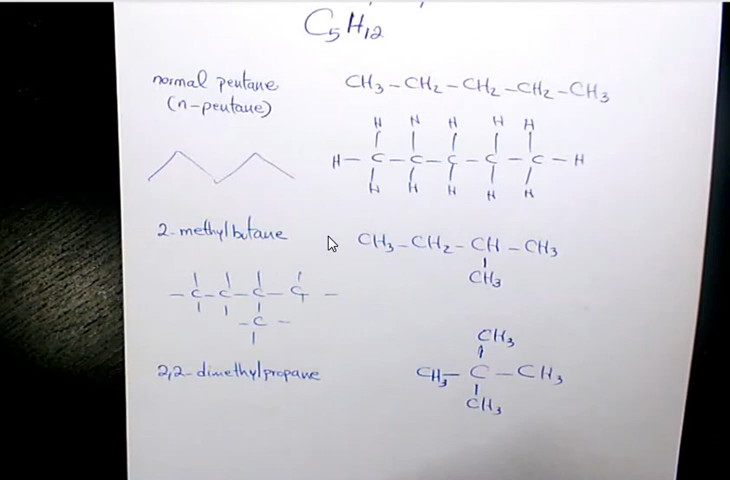 C5H12
normal pentane
(n-pentane)
CH3-CH2-CH2-CH2-CH3
H H H H H
H-C-C-C-C-C-H
H H H H H
2-methylbutane
CH3-CH2-CH-CH3
CH3
-C-C-C-C-
-C-
2,2-dimethylpropane
CH3
CH3-C-CH3
CH3